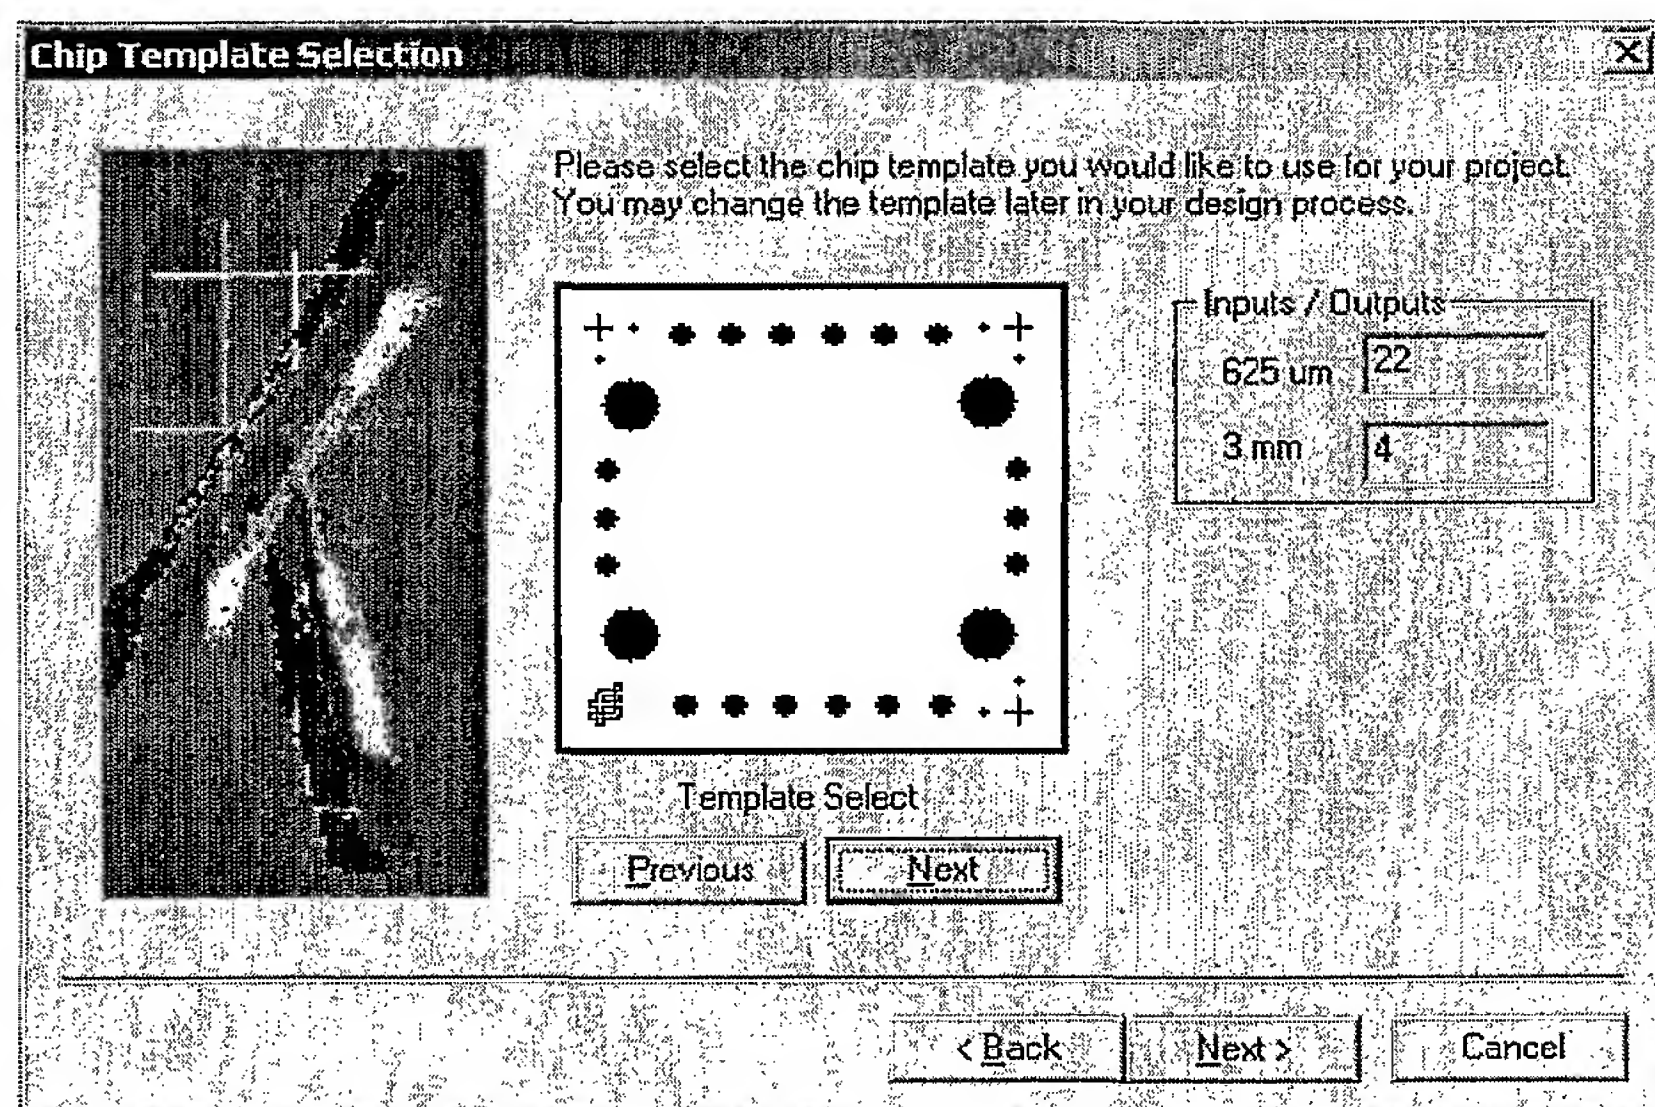 Chip Template Selection
Please select the chip template you would like to use for your project.
You may change the template later in your design process.
Inputs / Outputs
625 um 22
3 mm 4
Template Select
Previous Next
< Back Next > Cancel